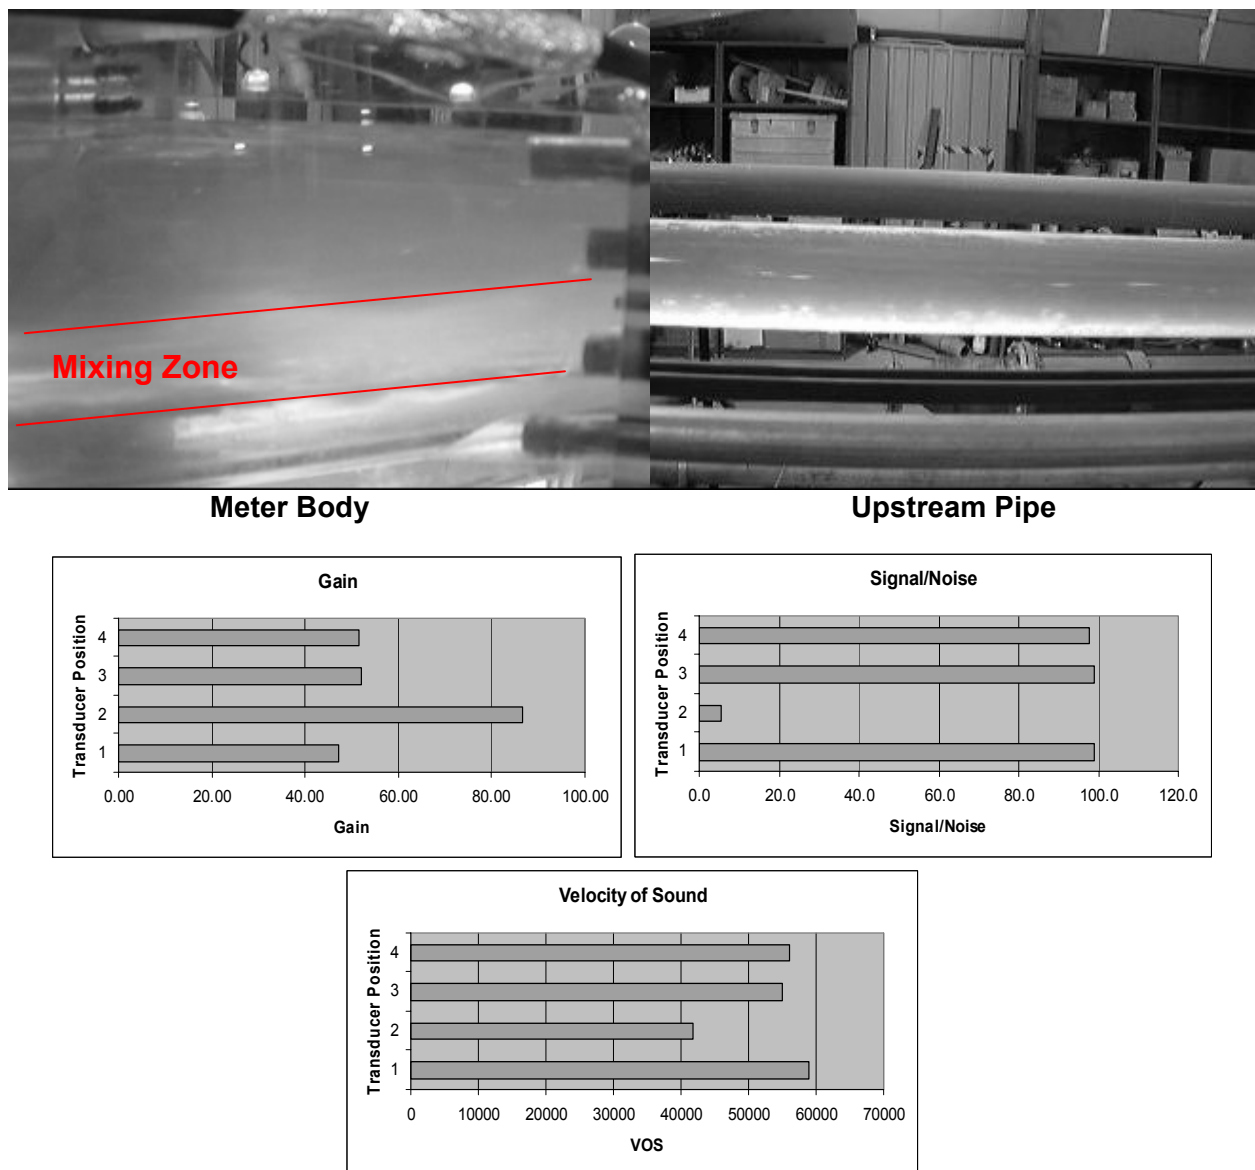 Mixing Zone
Meter Body
Upstream Pipe
Gain
Transducer Position
4
3
2
1
0.00 20.00 40.00 60.00 80.00 100.00
Gain
Signal/Noise
Transducer Position
4
3
2
1
0.0 20.0 40.0 60.0 80.0 100.0 120.0
Signal/Noise
Velocity of Sound
Transducer Position
4
3
2
1
0 10000 20000 30000 40000 50000 60000 70000
VOS